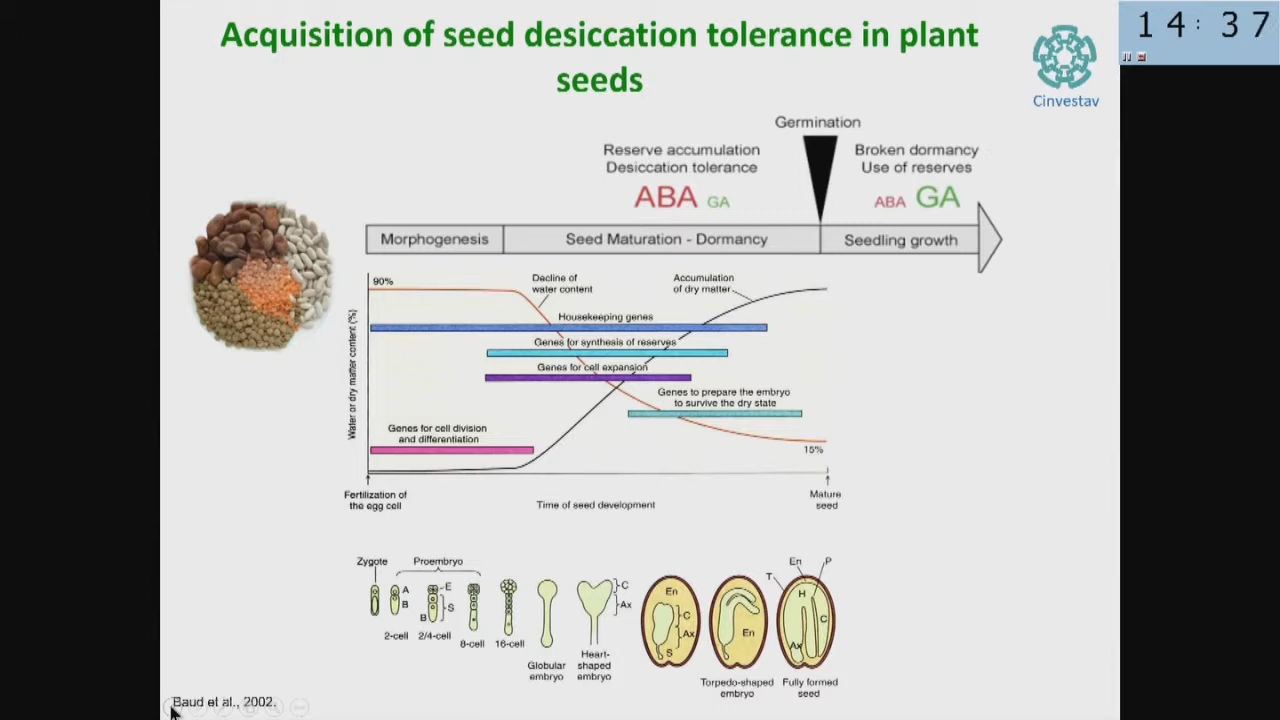 Acquisition of seed desiccation tolerance in plant
seeds
14:37
Cinvestav
Germination
Reserve accumulation
Desiccation tolerance
ABA GA
Broken dormancy
Use of reserves
ABA GA
Morphogenesis
Seed Maturation - Dormancy
Seedling growth
90%
Decline of
water content
Accumulation
of dry matter
Housekeeping genes
Genes for synthesis of reserves
Genes for cell expansion
Genes to prepare the embryo
to survive the dry state
Genes for cell division
and differentiation
15%
Water or dry matter content (%)
Fertilization of
the egg cell
Time of seed development
Mature
seed
Zygote
Proembryo
A
B
E
S
B
C
Ax
En
C
Ax
S
En
En
P
T
H
C
Ax
2-cell
2/4-cell
8-cell
16-cell
Globular
embryo
Heart-
shaped
embryo
Torpedo-shaped
embryo
Fully formed
seed
Baud et al., 2002.